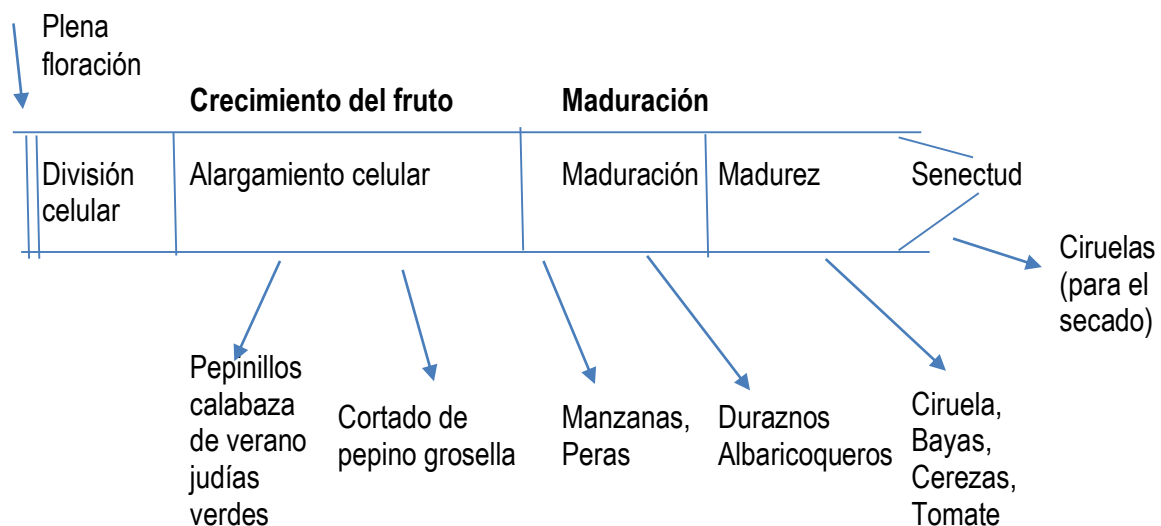 Plena
floración
Crecimiento del fruto
Maduración
División
celular
Alargamiento celular
Maduración
Madurez
Senectud
Ciruelas
(para el
secado)
Pepinillos
calabaza
de verano
judías
verdes
Cortado de
pepino grosella
Manzanas,
Peras
Duraznos
Albaricoqueros
Ciruela,
Bayas,
Cerezas,
Tomate